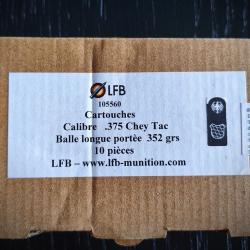 LFB
105560
Cartouches
Calibre .375 Chey Tac
Balle longue portée 352 grs
10 pièces
LFB – www.lfb-munition.com